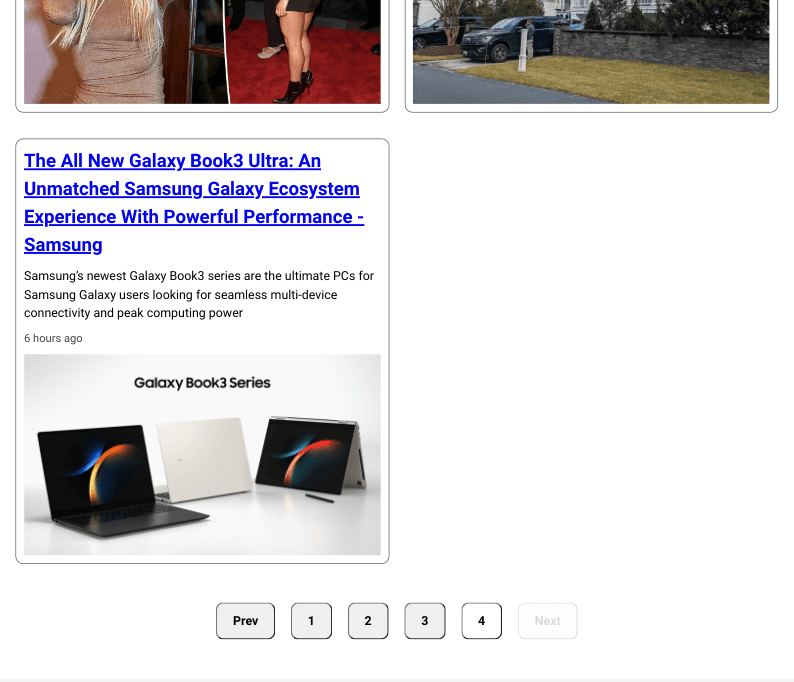 The All New Galaxy Book3 Ultra: An
Unmatched Samsung Galaxy Ecosystem
Experience With Powerful Performance -
Samsung
Samsung’s newest Galaxy Book3 series are the ultimate PCs for
Samsung Galaxy users looking for seamless multi-device
connectivity and peak computing power
6 hours ago
Galaxy Book3 Series
Prev 1 2 3 4 Next